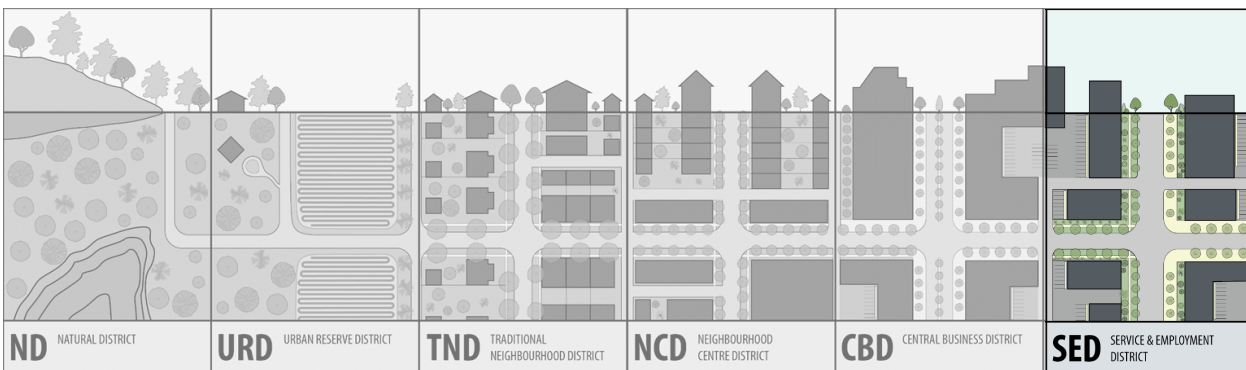 ND NATURAL DISTRICT
URD URBAN RESERVE DISTRICT
TND TRADITIONAL
NEIGHBOURHOOD DISTRICT
NCD NEIGHBOURHOOD
CENTRE DISTRICT
CBD CENTRAL BUSINESS DISTRICT
SED SERVICE & EMPLOYMENT
DISTRICT